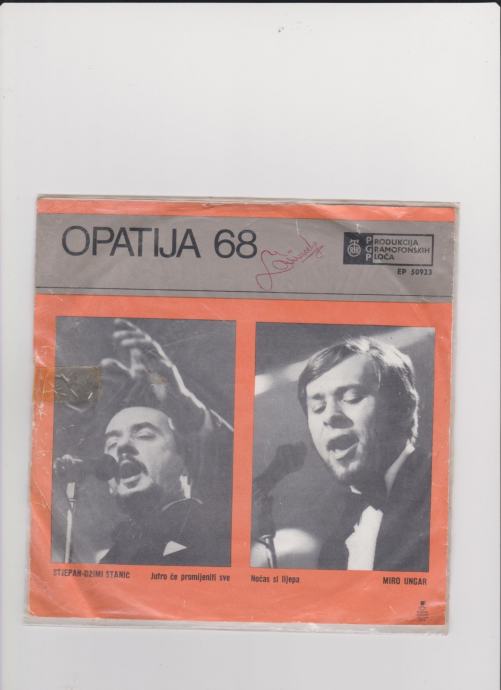 OPATIJA 68
PGP PRODUKCIJA GRAMOFONSKIH PLOČA
EP 50923
STJEPAN-DŽIMI STANIĆ Jutro će promijeniti sve
Noćas si lijepa MIRO UNGAR